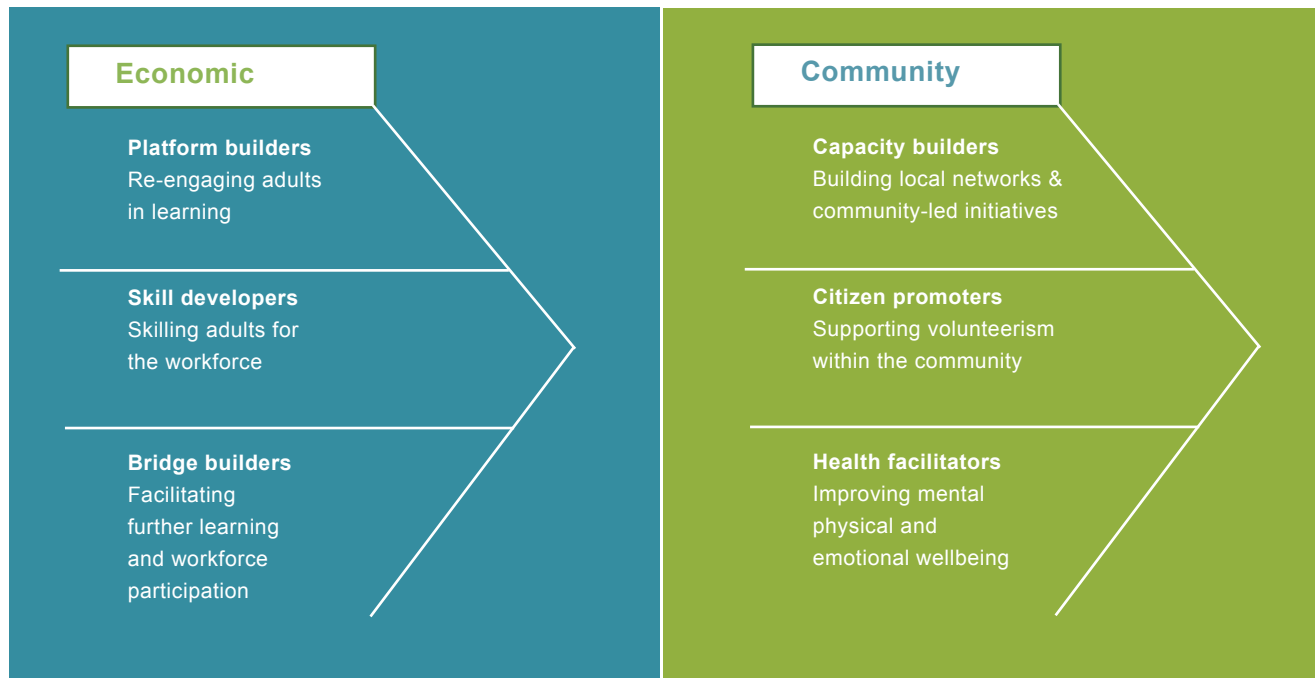 Economic
Platform builders
Re-engaging adults
in learning
Skill developers
Skilling adults for
the workforce
Bridge builders
Facilitating
further learning
and workforce
participation
Community
Capacity builders
Building local networks &
community-led initiatives
Citizen promoters
Supporting volunteerism
within the community
Health facilitators
Improving mental
physical and
emotional wellbeing